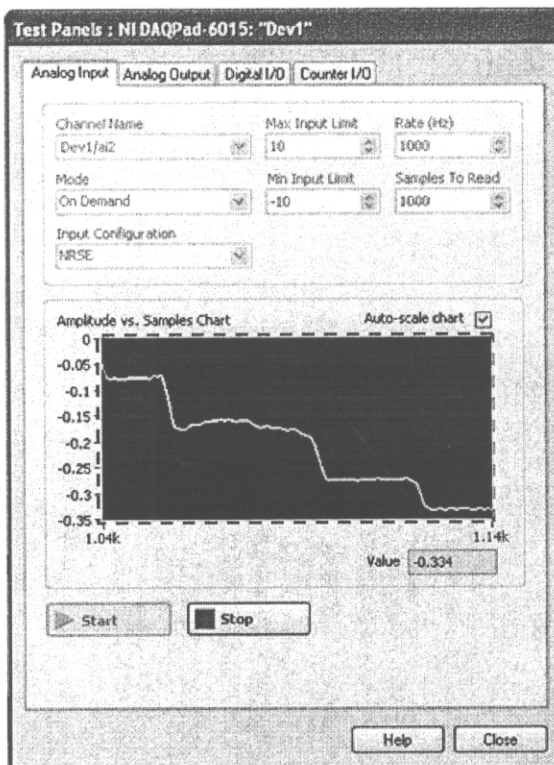 Test Panels : NI DAQPad-6015: "Dev1"
Analog Input Analog Output Digital I/O Counter I/O
Channel Name Max Input Limit Rate (Hz)
Dev1/ai2 10 1000
Mode Min Input Limit Samples To Read
On Demand -10 1000
Input Configuration
NRSE
Amplitude vs. Samples Chart Auto-scale chart
0
-0.05
-0.1
-0.15
-0.2
-0.25
-0.3
-0.35
1.04k 1.14k
Value -0.334
Start Stop
Help Close